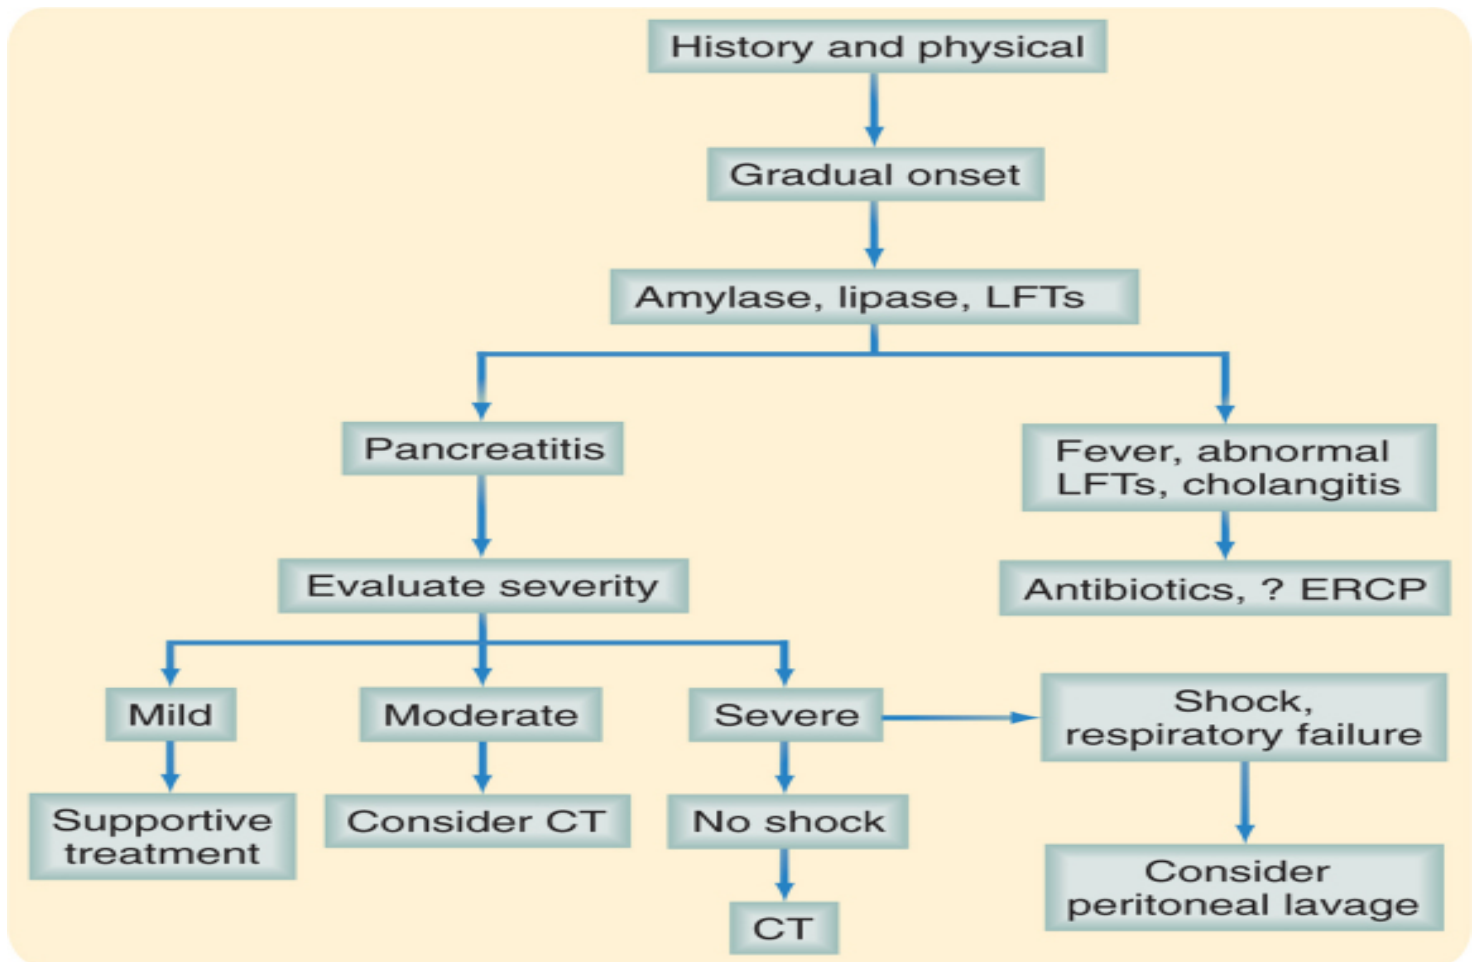 History and physical
Gradual onset
Amylase, lipase, LFTs
Pancreatitis
Fever, abnormal
LFTs, cholangitis
Evaluate severity
Antibiotics, ? ERCP
Mild
Moderate
Severe
Shock,
respiratory failure
Supportive
treatment
Consider CT
No shock
Consider
peritoneal lavage
CT